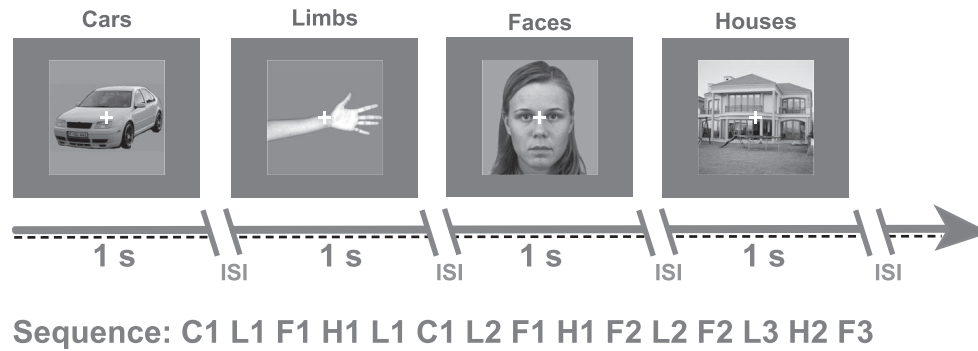 Cars Limbs Faces Houses
1 s 1 s 1 s 1 s
ISI ISI ISI ISI
Sequence: C1 L1 F1 H1 L1 C1 L2 F1 H1 F2 L2 F2 L3 H2 F3